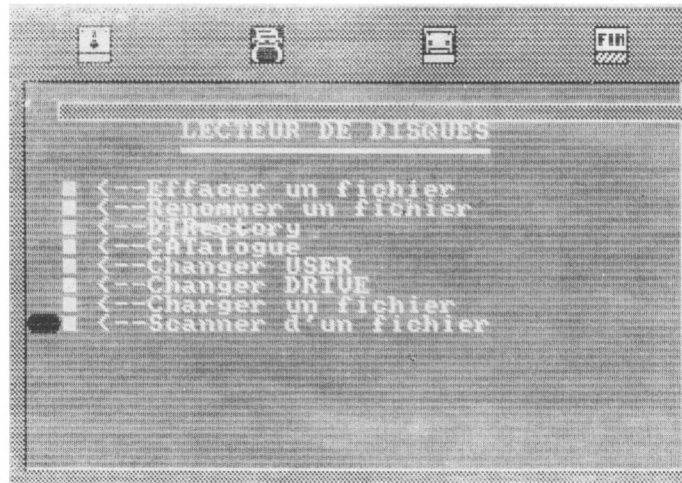 FIN
LECTEUR DE DISQUES
<--Effacer un fichier
<--Renommer un fichier
<--DIRectory
<--CATalogue
<--Changer USER
<--Changer DRIVE
<--Charger un fichier
<--Scanner d'un fichier